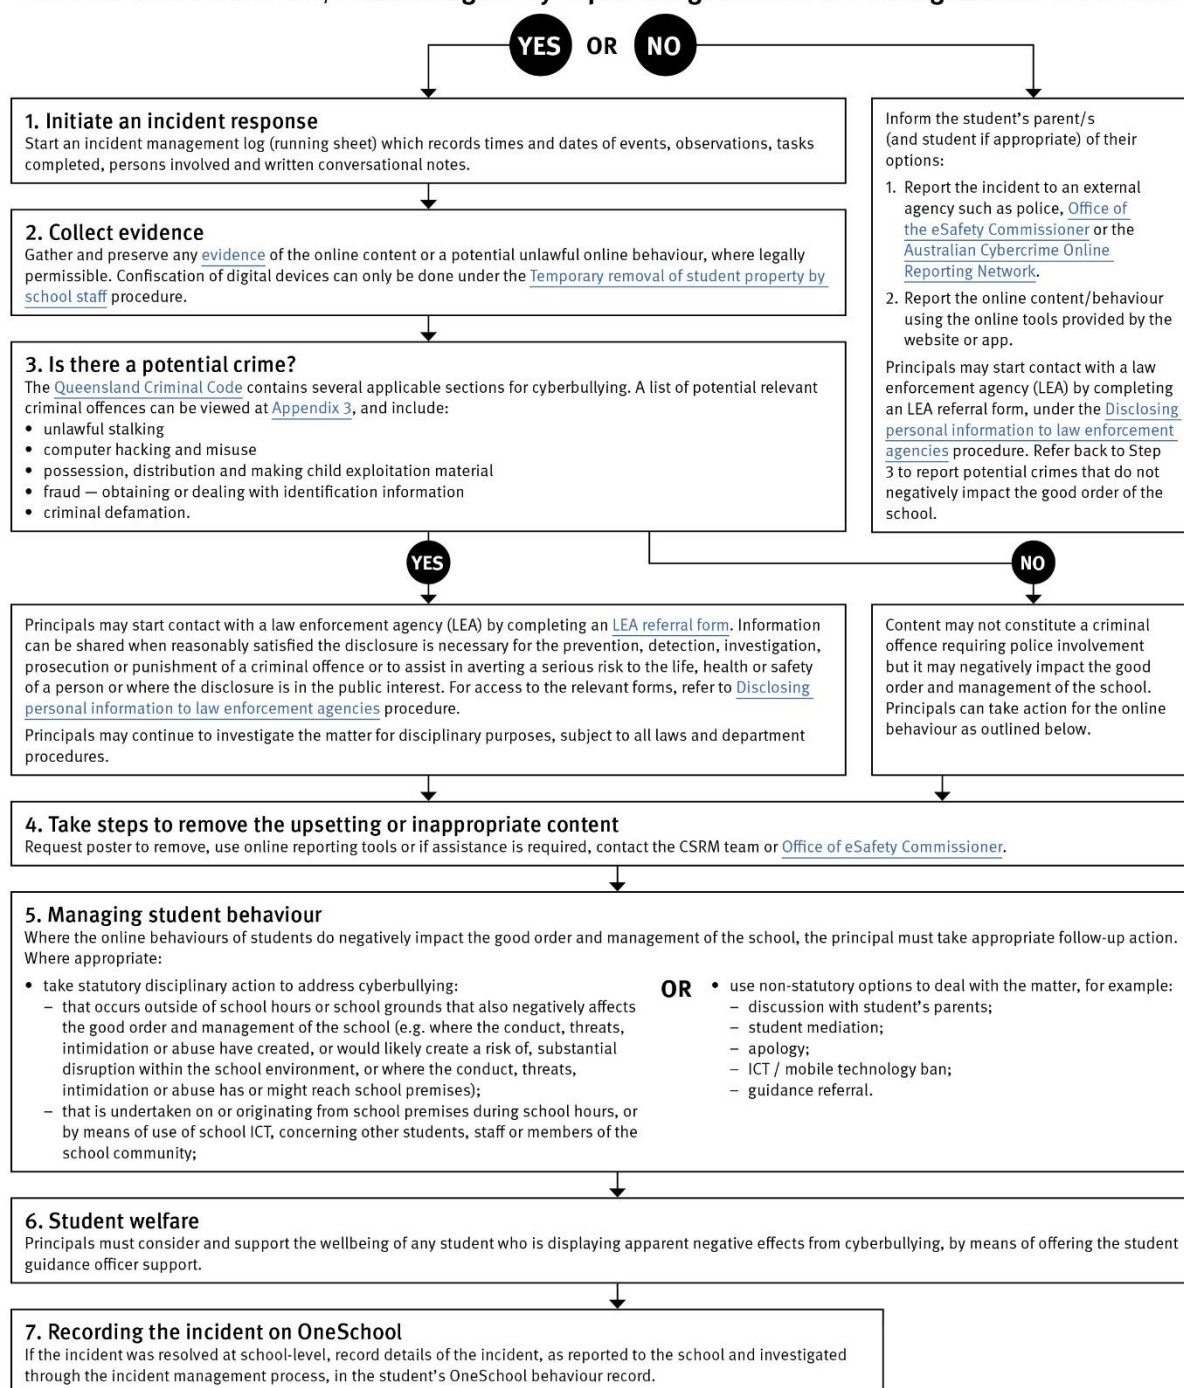 YES OR NO
1. Initiate an incident response
Start an incident management log (running sheet) which records times and dates of events, observations, tasks
completed, persons involved and written conversational notes.
2. Collect evidence
Gather and preserve any evidence of the online content or a potential unlawful online behaviour, where legally
permissible. Confiscation of digital devices can only be done under the Temporary removal of student property by
school staff procedure.
3. Is there a potential crime?
The Queensland Criminal Code contains several applicable sections for cyberbullying. A list of potential relevant
criminal offences can be viewed at Appendix 3, and include:
• unlawful stalking
• computer hacking and misuse
• possession, distribution and making child exploitation material
• fraud — obtaining or dealing with identification information
• criminal defamation.
Inform the student's parent/s
(and student if appropriate) of their
options:
1. Report the incident to an external
agency such as police, Office of
the eSafety Commissioner or the
Australian Cybercrime Online
Reporting Network.
2. Report the online content/behaviour
using the online tools provided by the
website or app.
Principals may start contact with a law
enforcement agency (LEA) by completing
an LEA referral form, under the Disclosing
personal information to law enforcement
agencies procedure. Refer back to Step
3 to report potential crimes that do not
negatively impact the good order of the
school.
YES
NO
Principals may start contact with a law enforcement agency (LEA) by completing an LEA referral form. Information
can be shared when reasonably satisfied the disclosure is necessary for the prevention, detection, investigation,
prosecution or punishment of a criminal offence or to assist in averting a serious risk to the life, health or safety
of a person or where the disclosure is in the public interest. For access to the relevant forms, refer to Disclosing
personal information to law enforcement agencies procedure.
Principals may continue to investigate the matter for disciplinary purposes, subject to all laws and department
procedures.
Content may not constitute a criminal
offence requiring police involvement
but it may negatively impact the good
order and management of the school.
Principals can take action for the online
behaviour as outlined below.
4. Take steps to remove the upsetting or inappropriate content
Request poster to remove, use online reporting tools or if assistance is required, contact the CSRM team or Office of eSafety Commissioner.
5. Managing student behaviour
Where the online behaviours of students do negatively impact the good order and management of the school, the principal must take appropriate follow-up action.
Where appropriate:
• take statutory disciplinary action to address cyberbullying:
– that occurs outside of school hours or school grounds that also negatively affects
the good order and management of the school (e.g. where the conduct, threats,
intimidation or abuse have created, or would likely create a risk of, substantial
disruption within the school environment, or where the conduct, threats,
intimidation or abuse has or might reach school premises);
– that is undertaken on or originating from school premises during school hours, or
by means of use of school ICT, concerning other students, staff or members of the
school community;
OR
• use non-statutory options to deal with the matter, for example:
– discussion with student's parents;
– student mediation;
– apology;
– ICT / mobile technology ban;
– guidance referral.
6. Student welfare
Principals must consider and support the wellbeing of any student who is displaying apparent negative effects from cyberbullying, by means of offering the student
guidance officer support.
7. Recording the incident on OneSchool
If the incident was resolved at school-level, record details of the incident, as reported to the school and investigated
through the incident management process, in the student's OneSchool behaviour record.